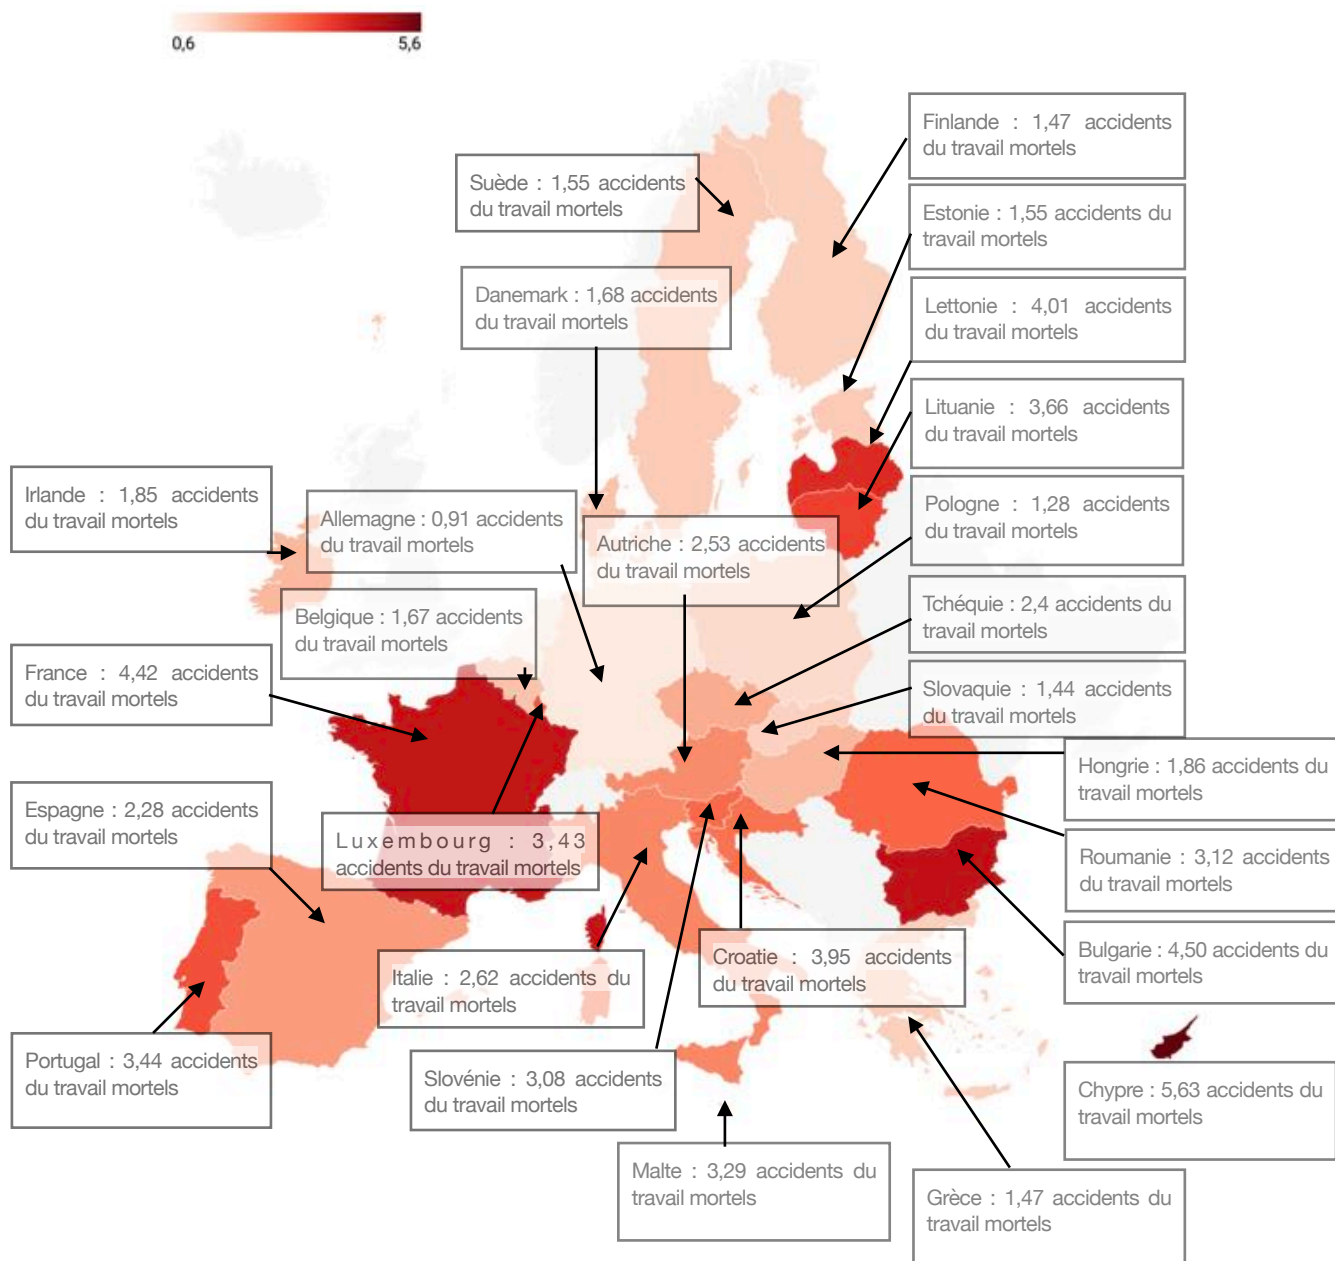 0,6 5,6
Finlande : 1,47 accidents
du travail mortels
Suède : 1,55 accidents
du travail mortels
Estonie : 1,55 accidents du
travail mortels
Danemark : 1,68 accidents
du travail mortels
Lettonie : 4,01 accidents
du travail mortels
Lituanie : 3,66 accidents
du travail mortels
Irlande : 1,85 accidents
du travail mortels
Allemagne : 0,91 accidents
du travail mortels
Autriche : 2,53 accidents
du travail mortels
Pologne : 1,28 accidents
du travail mortels
Belgique : 1,67 accidents
du travail mortels
Tchéquie : 2,4 accidents du
travail mortels
France : 4,42 accidents
du travail mortels
Slovaquie : 1,44 accidents
du travail mortels
Hongrie : 1,86 accidents du
travail mortels
Espagne : 2,28 accidents
du travail mortels
Luxembourg : 3,43
accidents du travail mortels
Roumanie : 3,12 accidents
du travail mortels
Italie : 2,62 accidents du
travail mortels
Croatie : 3,95 accidents
du travail mortels
Bulgarie : 4,50 accidents du
travail mortels
Portugal : 3,44 accidents
du travail mortels
Slovénie : 3,08 accidents
du travail mortels
Chypre : 5,63 accidents du
travail mortels
Malte : 3,29 accidents du
travail mortels
Grèce : 1,47 accidents du
travail mortels